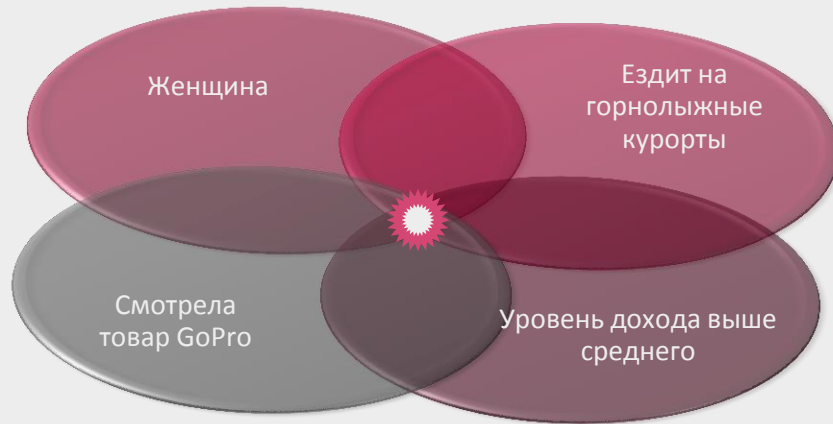 Женщина
Ездит на
горнолыжные
курорты
Смотрела
товар GoPro
Уровень дохода выше
среднего